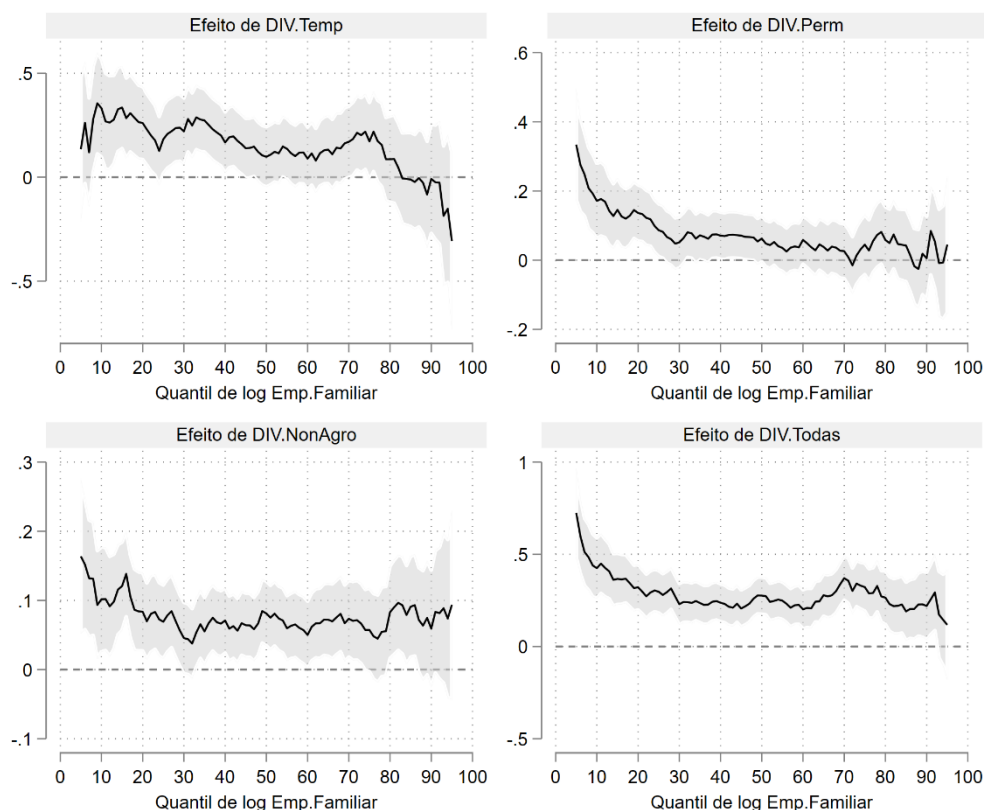 Efeito de DIV.Temp
.5
0
-.5
0 10 20 30 40 50 60 70 80 90 100
Quantil de log Emp.Familiar
Efeito de DIV.Perm
.6
.4
.2
0
-.2
0 10 20 30 40 50 60 70 80 90 100
Quantil de log Emp.Familiar
Efeito de DIV.NonAgro
.3
.2
.1
0
-.1
0 10 20 30 40 50 60 70 80 90 100
Quantil de log Emp.Familiar
Efeito de DIV.Todas
1
.5
0
-.5
0 10 20 30 40 50 60 70 80 90 100
Quantil de log Emp.Familiar